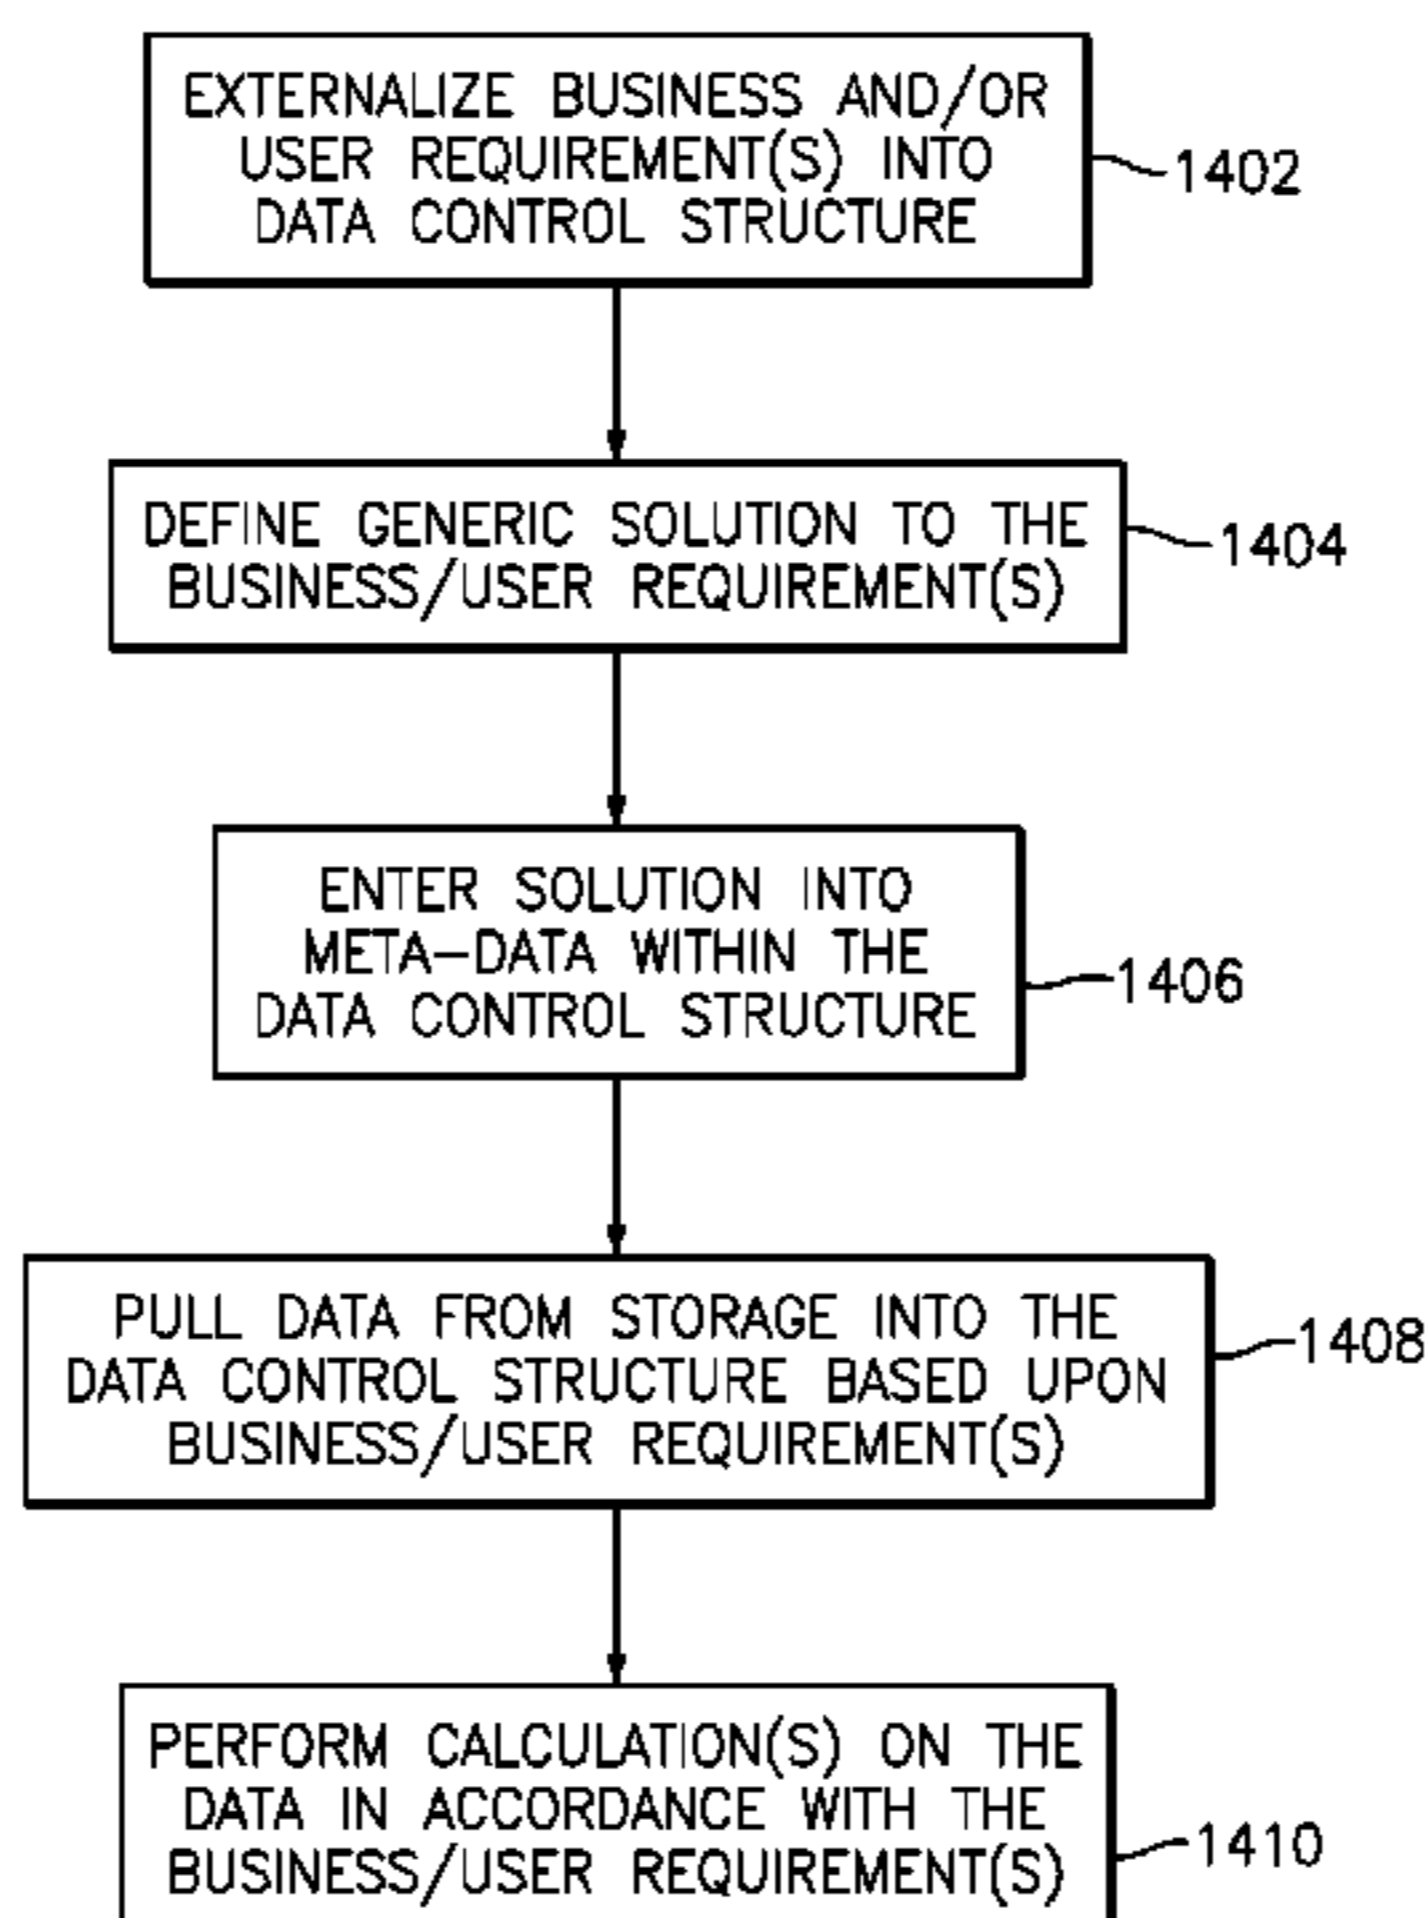 EXTERNALIZE BUSINESS AND/OR
USER REQUIREMENT(S) INTO
DATA CONTROL STRUCTURE
1402
DEFINE GENERIC SOLUTION TO THE
BUSINESS/USER REQUIREMENT(S)
1404
ENTER SOLUTION INTO
META-DATA WITHIN THE
DATA CONTROL STRUCTURE
1406
PULL DATA FROM STORAGE INTO THE
DATA CONTROL STRUCTURE BASED UPON
BUSINESS/USER REQUIREMENT(S)
1408
PERFORM CALCULATION(S) ON THE
DATA IN ACCORDANCE WITH THE
BUSINESS/USER REQUIREMENT(S)
1410